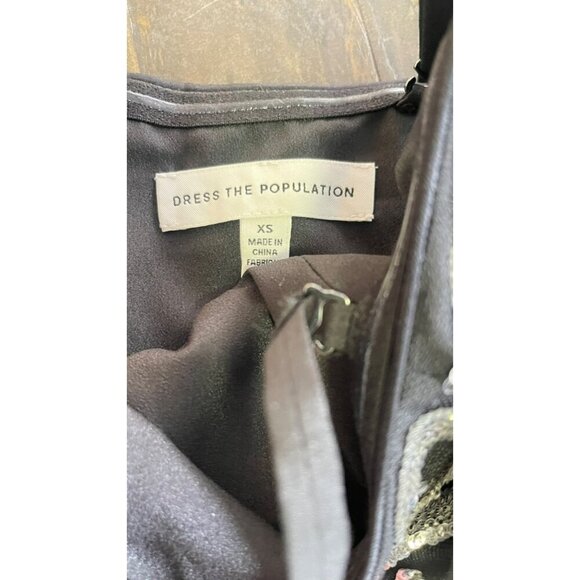 DRESS THE POPULATION
XS
MADE IN
CHINA